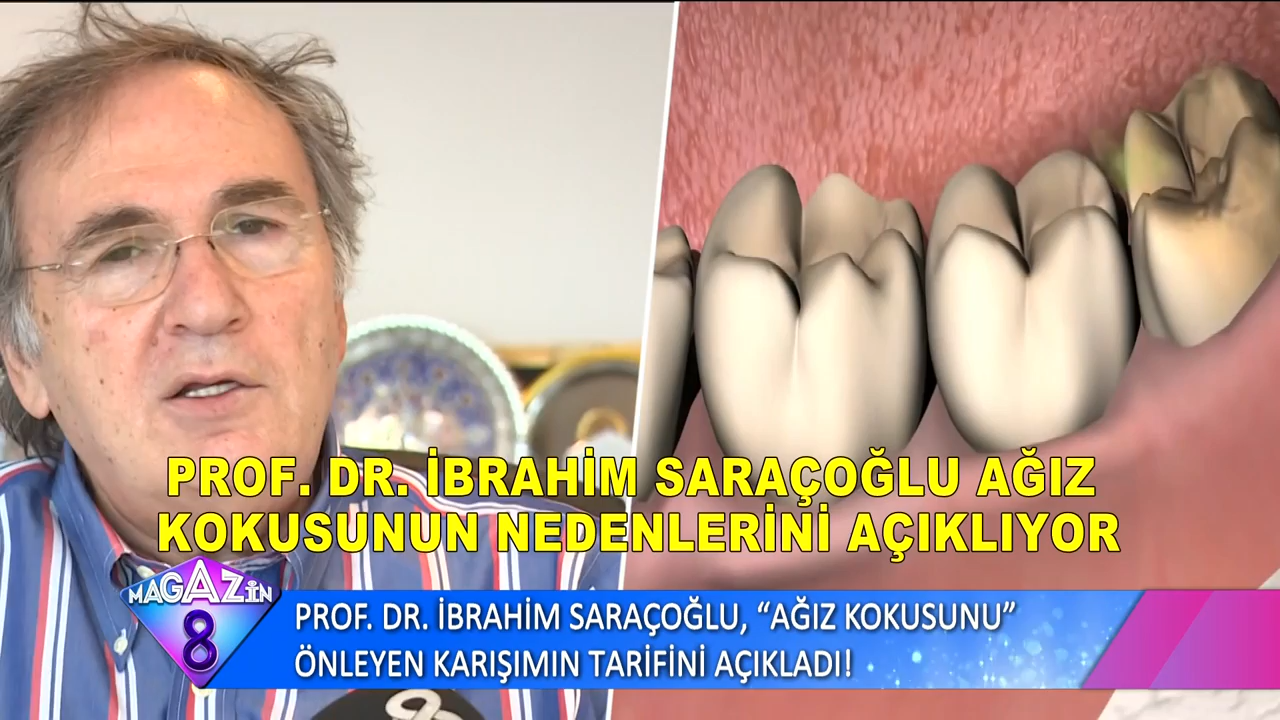 PROF. DR. İBRAHİM SARAÇOĞLU AĞIZ
KOKUSUNUN NEDENLERİNİ AÇIKLIYOR
MAGAZİN
8
PROF. DR. İBRAHİM SARAÇOĞLU, “AĞIZ KOKUSUNU”
ÖNLEYEN KARIŞIMIN TARİFİNİ AÇIKLADI!